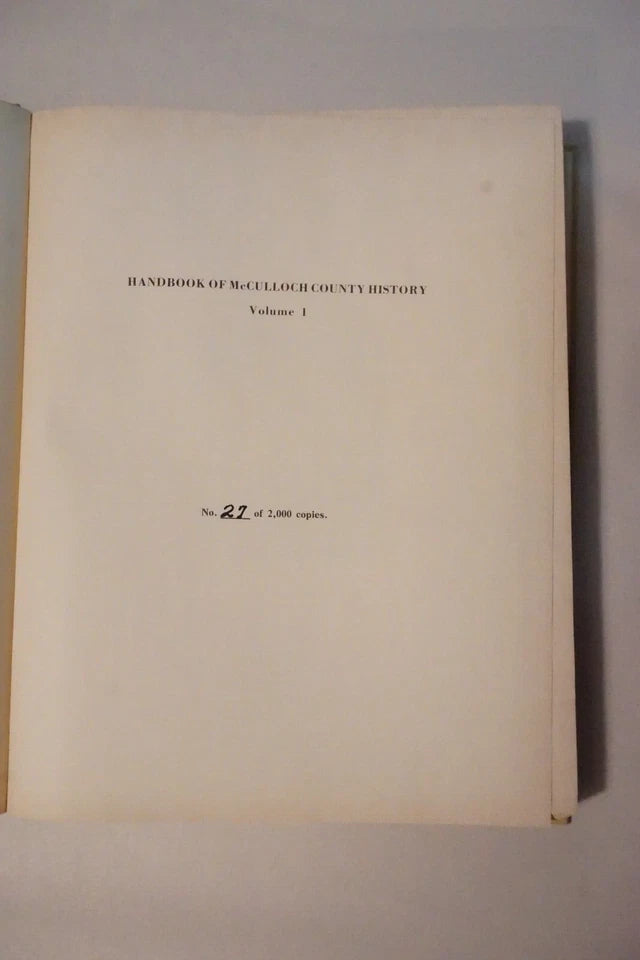 HANDBOOK OF McCULLOCH COUNTY HISTORY
Volume 1
No. 27 of 2,000 copies.